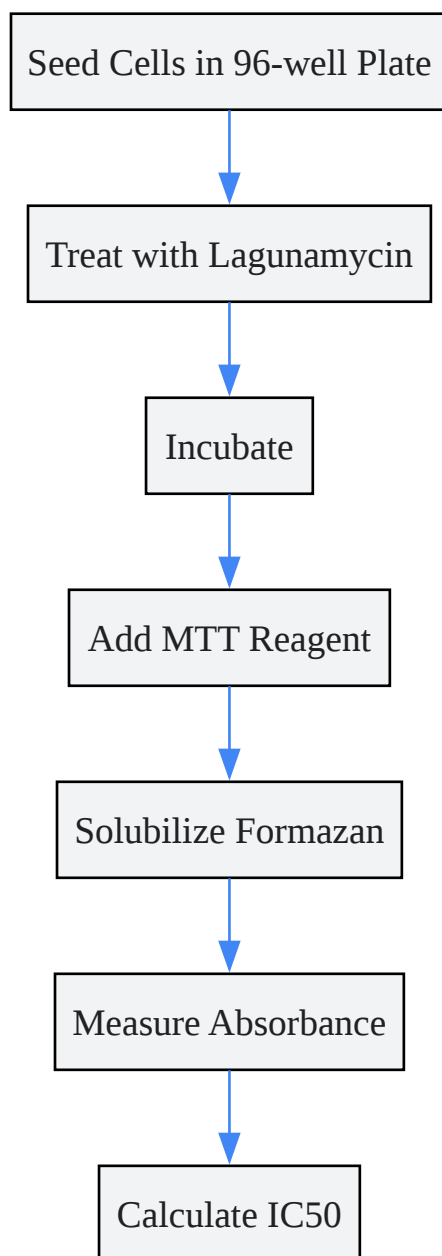 Seed Cells in 96-well Plate
Treat with Lagunamycin
Incubate
Add MTT Reagent
Solubilize Formazan
Measure Absorbance
Calculate IC50